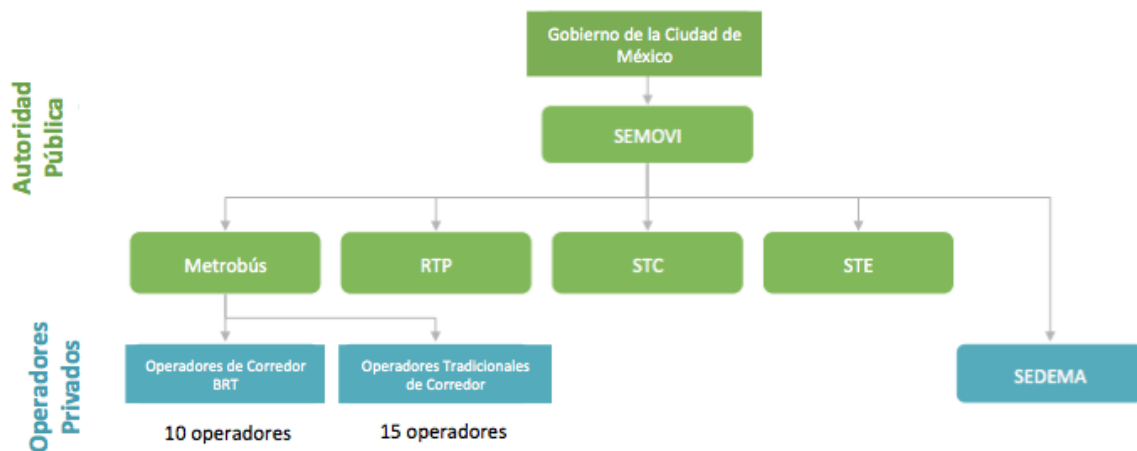 Gobierno de la Ciudad de
México
Autoridad
Pública
SEMOVI
Metrobús
RTP
STC
STE
Operadores
Privados
Operadores de Corredor
BRT
Operadores Tradicionales
de Corredor
SEDEMA
10 operadores
15 operadores